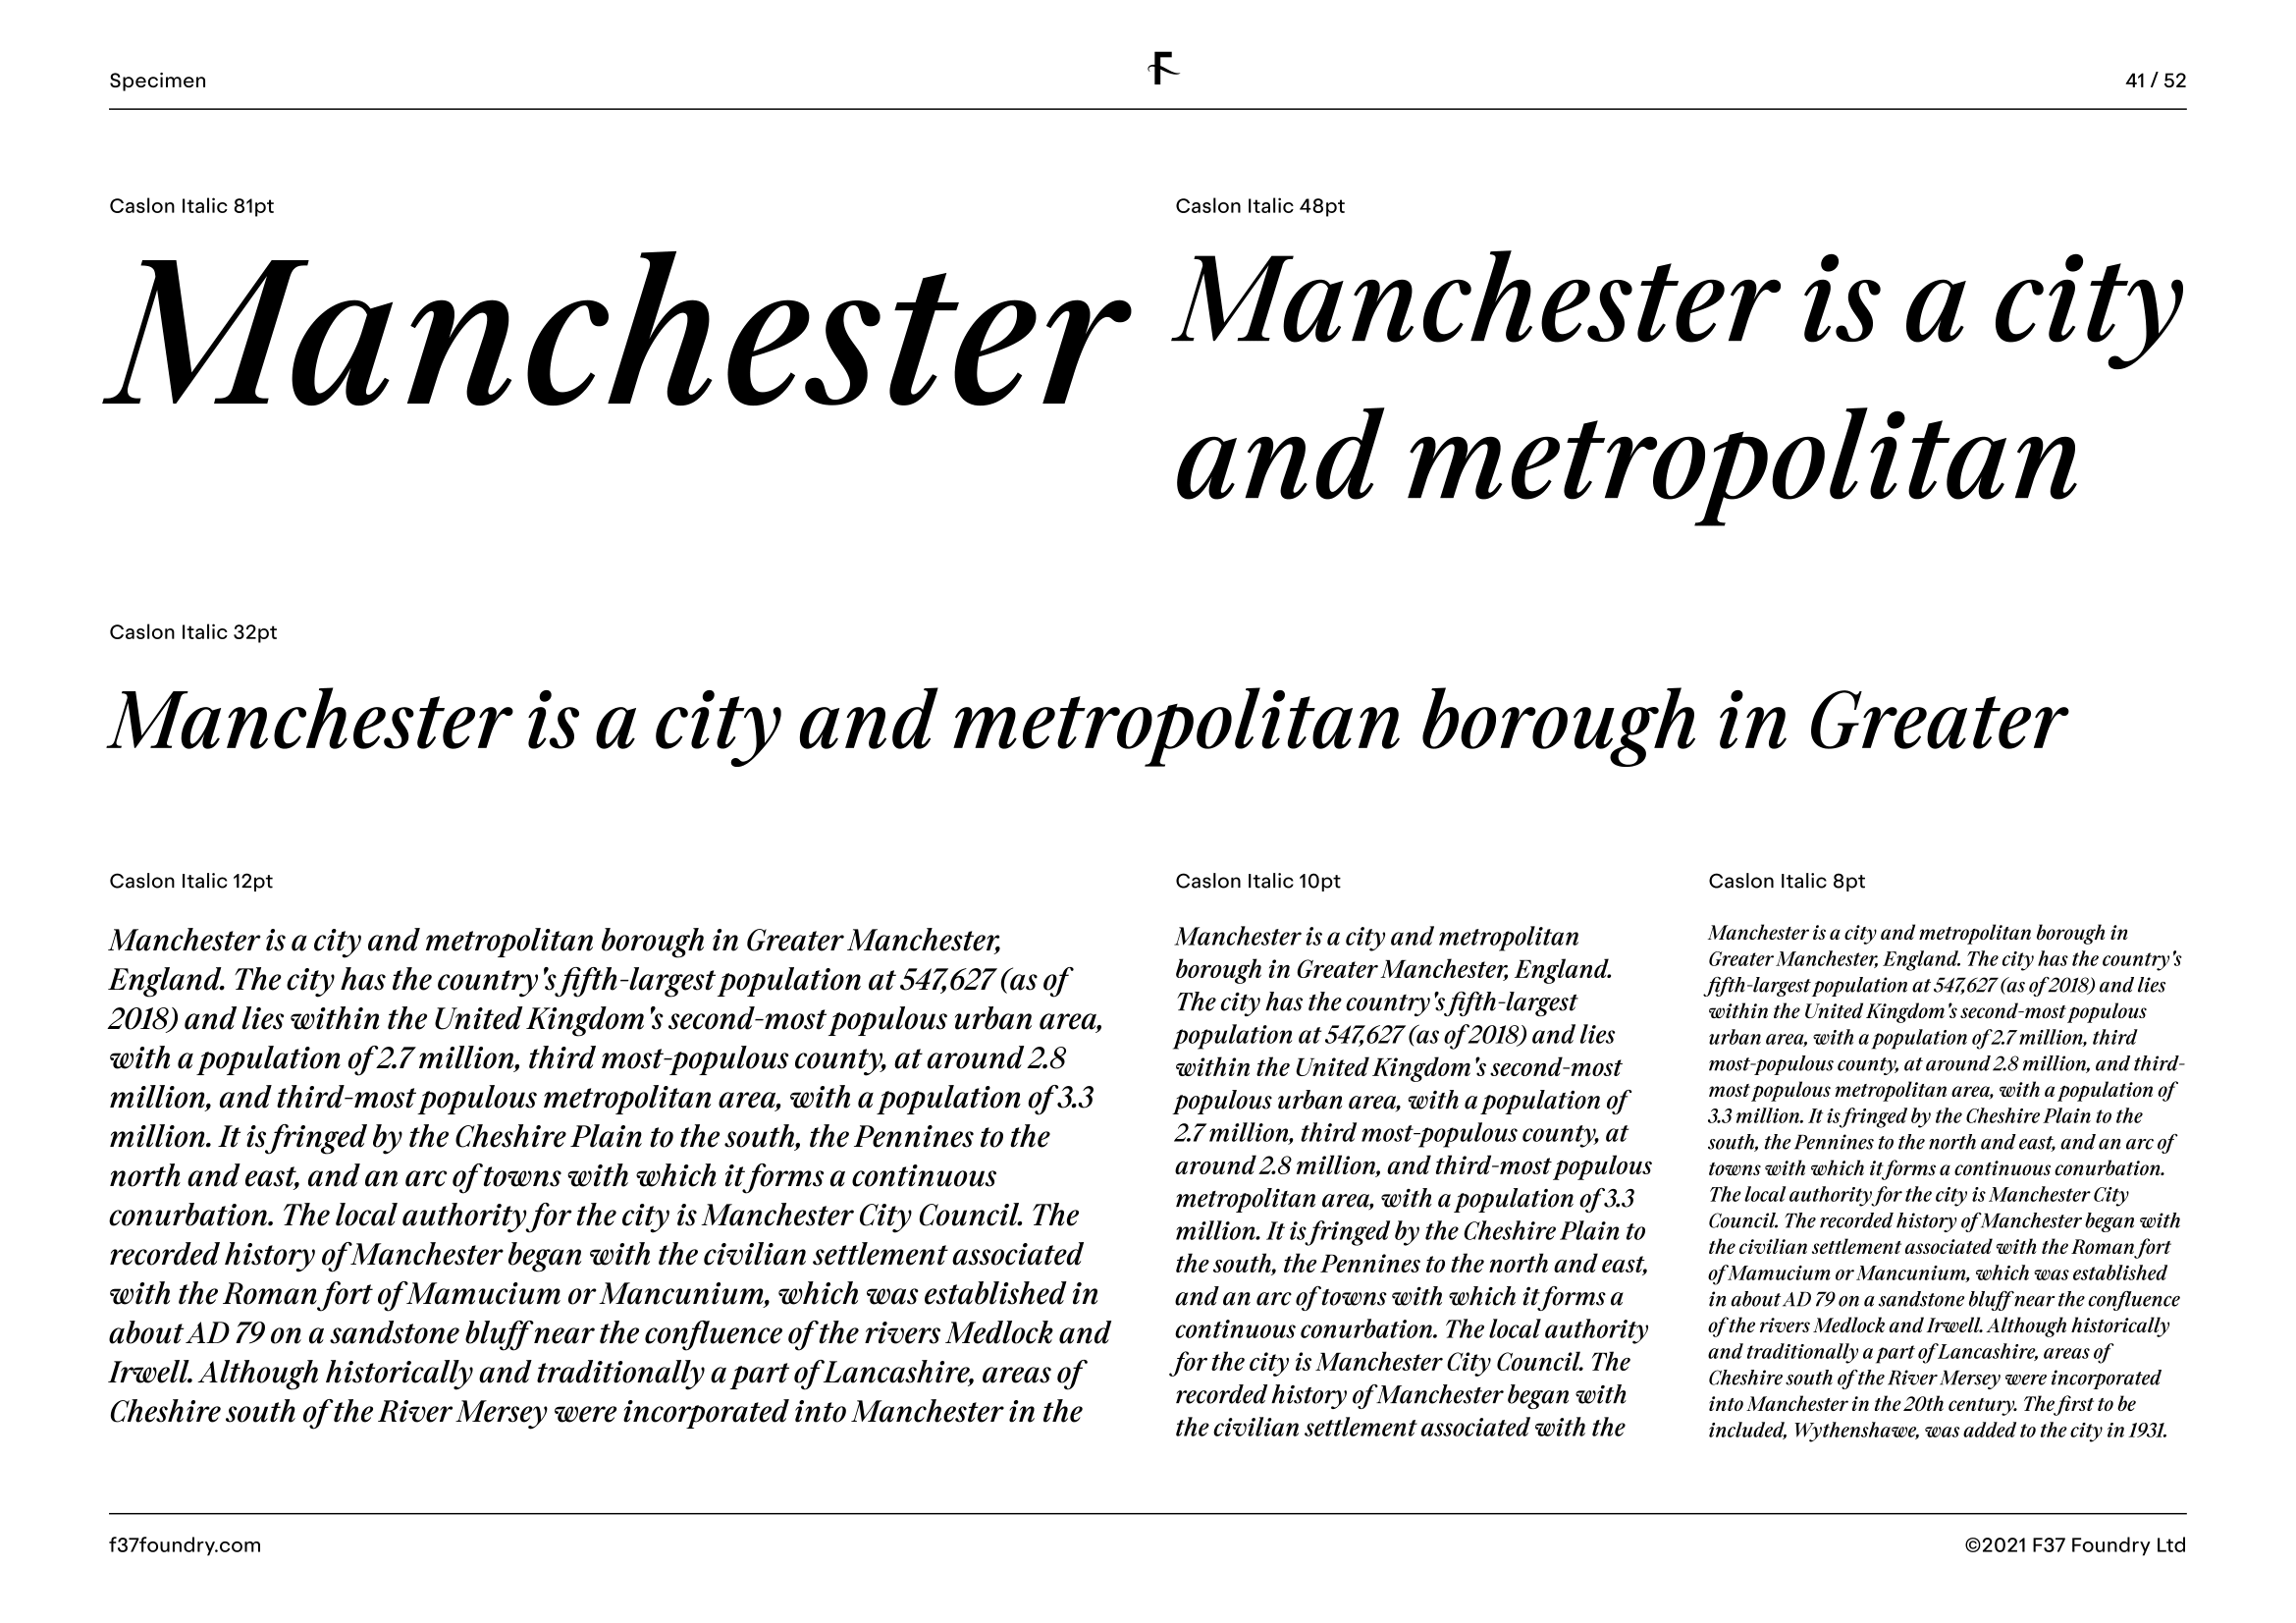 Specimen
F
41 / 52
Caslon Italic 81pt
Manchester
Caslon Italic 48pt
Manchester is a city
and metropolitan
Caslon Italic 32pt
Manchester is a city and metropolitan borough in Greater
Caslon Italic 12pt
Manchester is a city and metropolitan borough in Greater Manchester,
England. The city has the country's fifth-largest population at 547,627 (as of
2018) and lies within the United Kingdom's second-most populous urban area,
with a population of 2.7 million, third most-populous county, at around 2.8
million, and third-most populous metropolitan area, with a population of 3.3
million. It is fringed by the Cheshire Plain to the south, the Pennines to the
north and east, and an arc of towns with which it forms a continuous
conurbation. The local authority for the city is Manchester City Council. The
recorded history of Manchester began with the civilian settlement associated
with the Roman fort of Mamucium or Mancunium, which was established in
about AD 79 on a sandstone bluff near the confluence of the rivers Medlock and
Irwell. Although historically and traditionally a part of Lancashire, areas of
Cheshire south of the River Mersey were incorporated into Manchester in the
Caslon Italic 10pt
Manchester is a city and metropolitan
borough in Greater Manchester, England.
The city has the country's fifth-largest
population at 547,627 (as of 2018) and lies
within the United Kingdom's second-most
populous urban area, with a population of
2.7 million, third most-populous county, at
around 2.8 million, and third-most populous
metropolitan area, with a population of 3.3
million. It is fringed by the Cheshire Plain to
the south, the Pennines to the north and east,
and an arc of towns with which it forms a
continuous conurbation. The local authority
for the city is Manchester City Council. The
recorded history of Manchester began with
the civilian settlement associated with the
Caslon Italic 8pt
Manchester is a city and metropolitan borough in
Greater Manchester, England. The city has the country's
fifth-largest population at 547,627 (as of 2018) and lies
within the United Kingdom's second-most populous
urban area, with a population of 2.7 million, third
most-populous county, at around 2.8 million, and third-
most populous metropolitan area, with a population of
3.3 million. It is fringed by the Cheshire Plain to the
south, the Pennines to the north and east, and an arc of
towns with which it forms a continuous conurbation.
The local authority for the city is Manchester City
Council. The recorded history of Manchester began with
the civilian settlement associated with the Roman fort
of Mamucium or Mancunium, which was established
in about AD 79 on a sandstone bluff near the confluence
of the rivers Medlock and Irwell. Although historically
and traditionally a part of Lancashire, areas of
Cheshire south of the River Mersey were incorporated
into Manchester in the 20th century. The first to be
included, Wythenshawe, was added to the city in 1931.
f37foundry.com
©2021 F37 Foundry Ltd